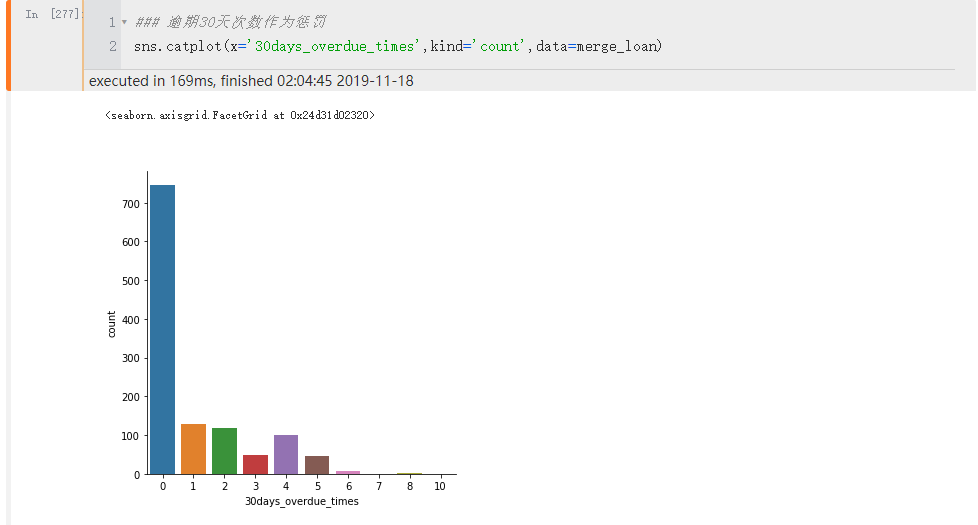 In [277]:
1 ### 逾期30天次数作为惩罚
2 sns.catplot(x='30days_overdue_times',kind='count',data=merge_loan)
executed in 169ms, finished 02:04:45 2019-11-18
<seaborn.axisgrid.FacetGrid at 0x24d31d02320>
700
600
500
400
300
200
100
0
count
0 1 2 3 4 5 6 7 8 10
30days_overdue_times